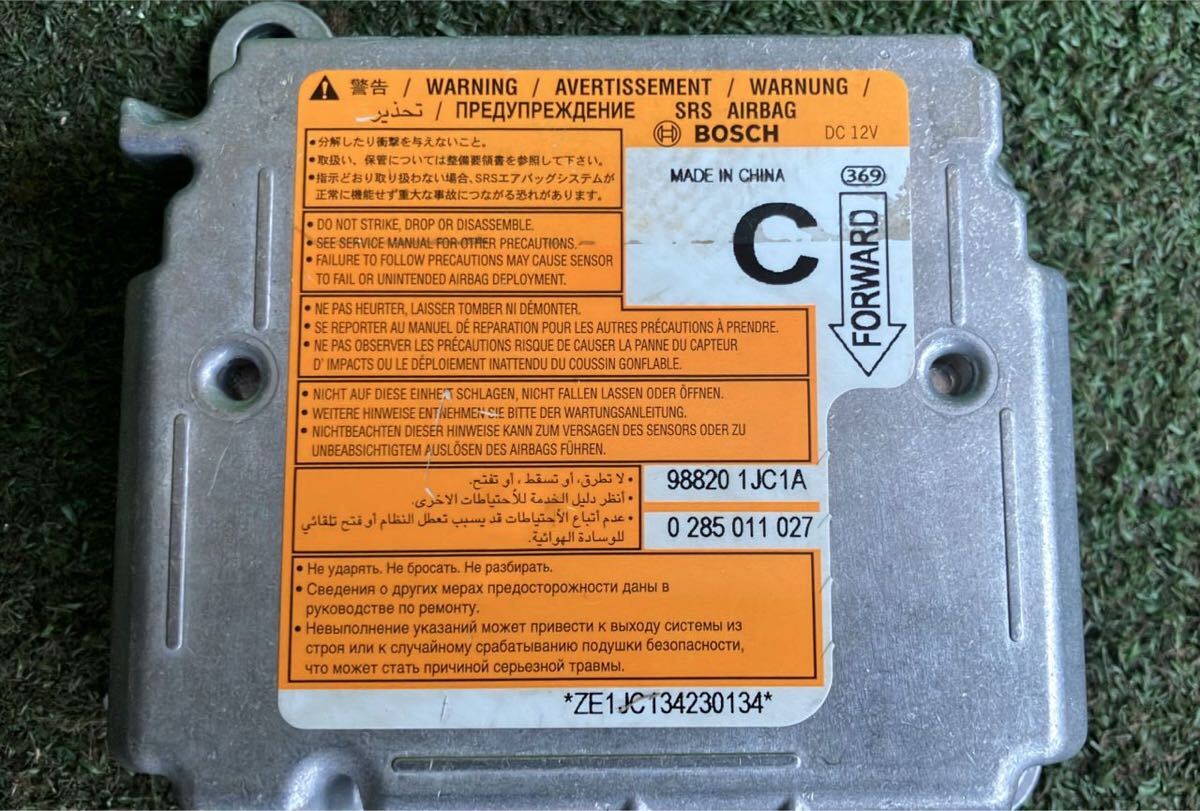 警告 / WARNING / AVERTISSEMENT / WARNUNG /
تحذير / ПРЕДУПРЕЖДЕНИЕ SRS AIRBAG
BOSCH DC 12V
•分解したり衝撃を与えないこと。
•取扱い、保管については整備要領書を参照して下さい。
•指示どおり取り扱わない場合、SRSエアバッグシステムが
正常に機能せず重大な事故につながる恐れがあります。
MADE IN CHINA
369
C
FORWARD
• DO NOT STRIKE, DROP OR DISASSEMBLE.
• SEE SERVICE MANUAL FOR OTHER PRECAUTIONS.
• FAILURE TO FOLLOW PRECAUTIONS MAY CAUSE SENSOR
TO FAIL OR UNINTENDED AIRBAG DEPLOYMENT.
• NE PAS HEURTER, LAISSER TOMBER NI DÉMONTER.
• SE REPORTER AU MANUEL DÉ REPARATION POUR LES AUTRES PRÉCAUTIONS À PRENDRE.
• NE PAS OBSERVER LES PRÉCAUTIONS RISQUE DE CAUSER LA PANNE DU CAPTEUR
D' IMPACTS OU LE DÉPLOIEMENT INATTENDU DU COUSSIN GONFLABLE.
• NICHT AUF DIESE EINHEIT SCHLAGEN, NICHT FALLEN LASSEN ODER ÖFFNEN.
• WEITERE HINWEISE ENTNEHMEN SIE BITTE DER WARTUNGSANLEITUNG.
• NICHTBEACHTEN DIESER HINWEISE KANN ZUM VERSAGEN DES SENSORS ODER ZU
UNBEABSICHTIGTEM AUSLÖSEN DES AIRBAGS FÜHREN.
• لا تطرق، أو تسقط، أو تفتح.
• أنظر دليل الخدمة للأحتياطات الاخرى.
• عدم أتباع الأحتياطات قد يسبب تعطل النظام أو فتح تلقائي
للوسادة الهوائية.
98820 1JC1A
0 285 011 027
• Не ударять. Не бросать. Не разбирать.
• Сведения о других мерах предосторожности даны в
руководстве по ремонту.
• Невыполнение указаний может привести к выходу системы из
строя или к случайному срабатыванию подушки безопасности,
что может стать причиной серьезной травмы.
*ZE1JC134230134*